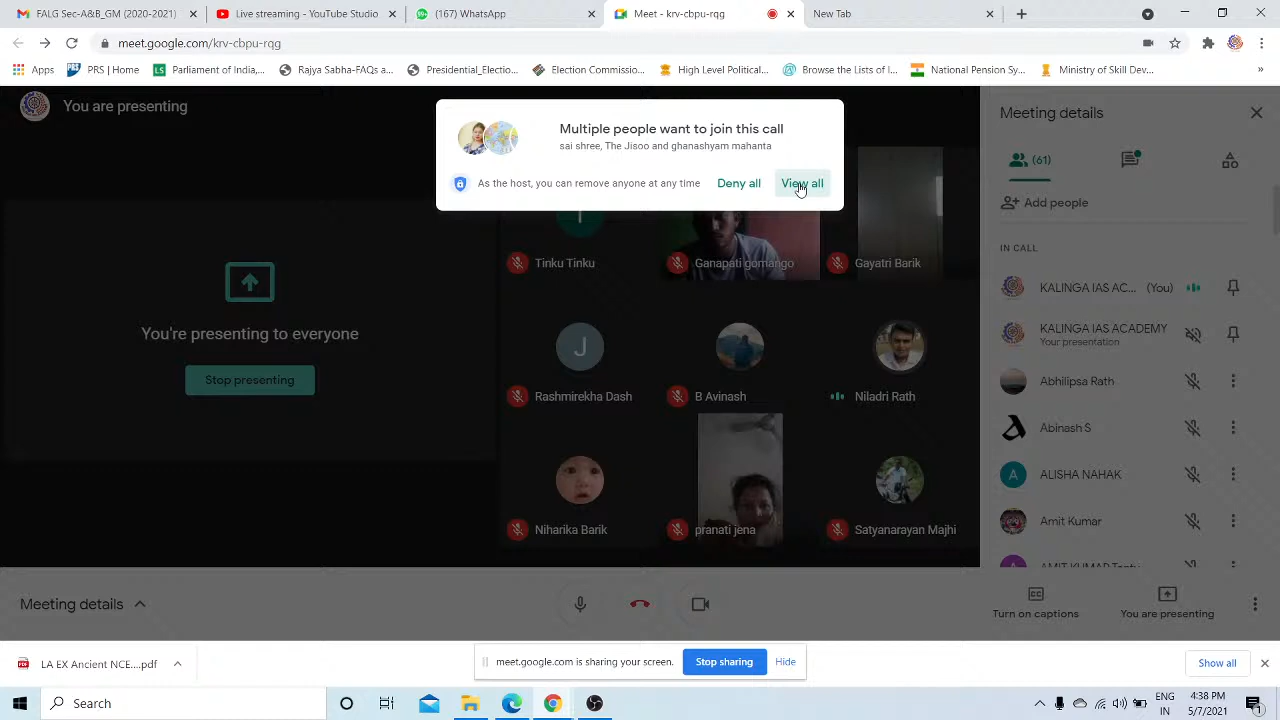 FALG Sec-A&B_GM (2020-2021)
Live streaming - YouTube Studio
(167) WhatsApp
Meet - krv-cbpu-rqg
New Tab
meet.google.com/krv-cbpu-rqg
Apps
PRS | Home
Parliament of India,...
Rajya Sabha-FAQs_...
Presidential_Electio...
Election Commissio...
High Level Political...
Browse the Lists of I...
National Pension Sy...
Ministry of Skill Dev...
»
You are presenting
Multiple people want to join this call
sai shree, The Jisoo and ghanashyam mahanta
As the host, you can remove anyone at any time
Deny all
View all
Meeting details
(61)
Add people
IN CALL
KALINGA IAS AC... (You)
KALINGA IAS ACADEMY
Your presentation
Abhilipsa Rath
Abinash S
A ALISHA NAHAK
Amit Kumar
AMIT KUMAR Tanty
You're presenting to everyone
Stop presenting
T
Tinku Tinku
Ganapati gomango
Gayatri Barik
J
Rashmirekha Dash
B Avinash
Niladri Rath
Niharika Barik
pranati jena
Satyanarayan Majhi
Meeting details
Turn on captions
You are presenting
LA EX Ancient NCE....pdf
meet.google.com is sharing your screen.
Stop sharing
Hide
Show all
Search
ENG
IN
4:38 PM
5/7/2021
1